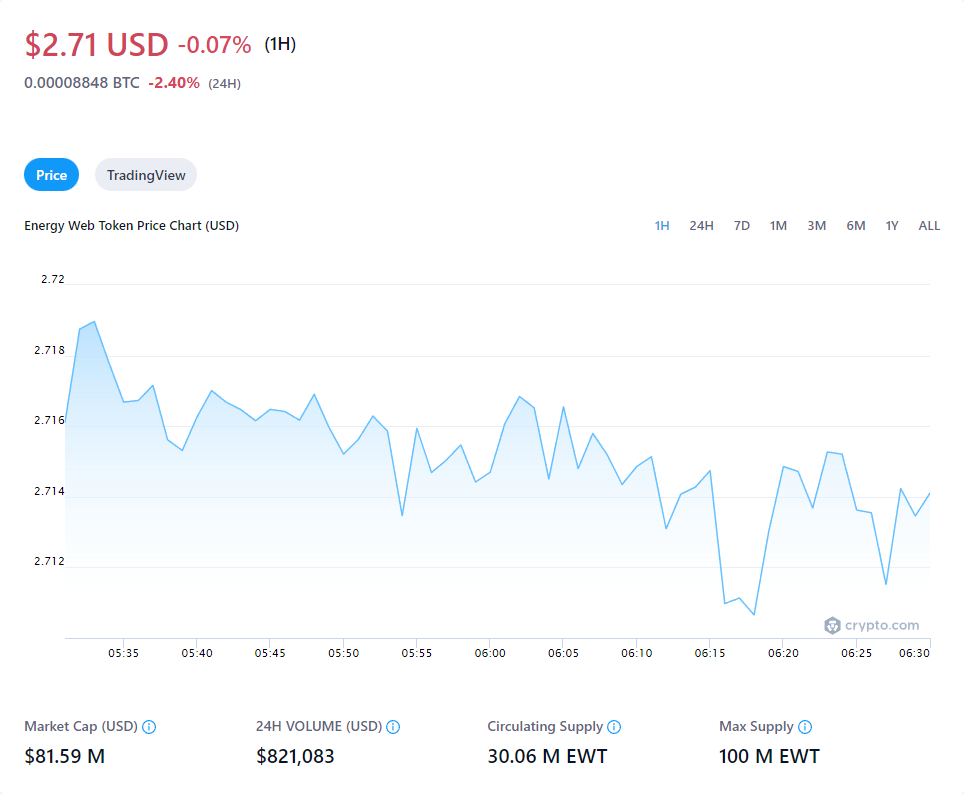 $2.71 USD -0.07% (1H)
0.00008848 BTC -2.40% (24H)
Price TradingView
Energy Web Token Price Chart (USD) 1H 24H 7D 1M 3M 6M 1Y ALL
2.72
2.718
2.716
2.714
2.712
crypto.com
05:35 05:40 05:45 05:50 05:55 06:00 06:05 06:10 06:15 06:20 06:25 06:30
Market Cap (USD) 24H VOLUME (USD) Circulating Supply Max Supply
$81.59 M $821,083 30.06 M EWT 100 M EWT